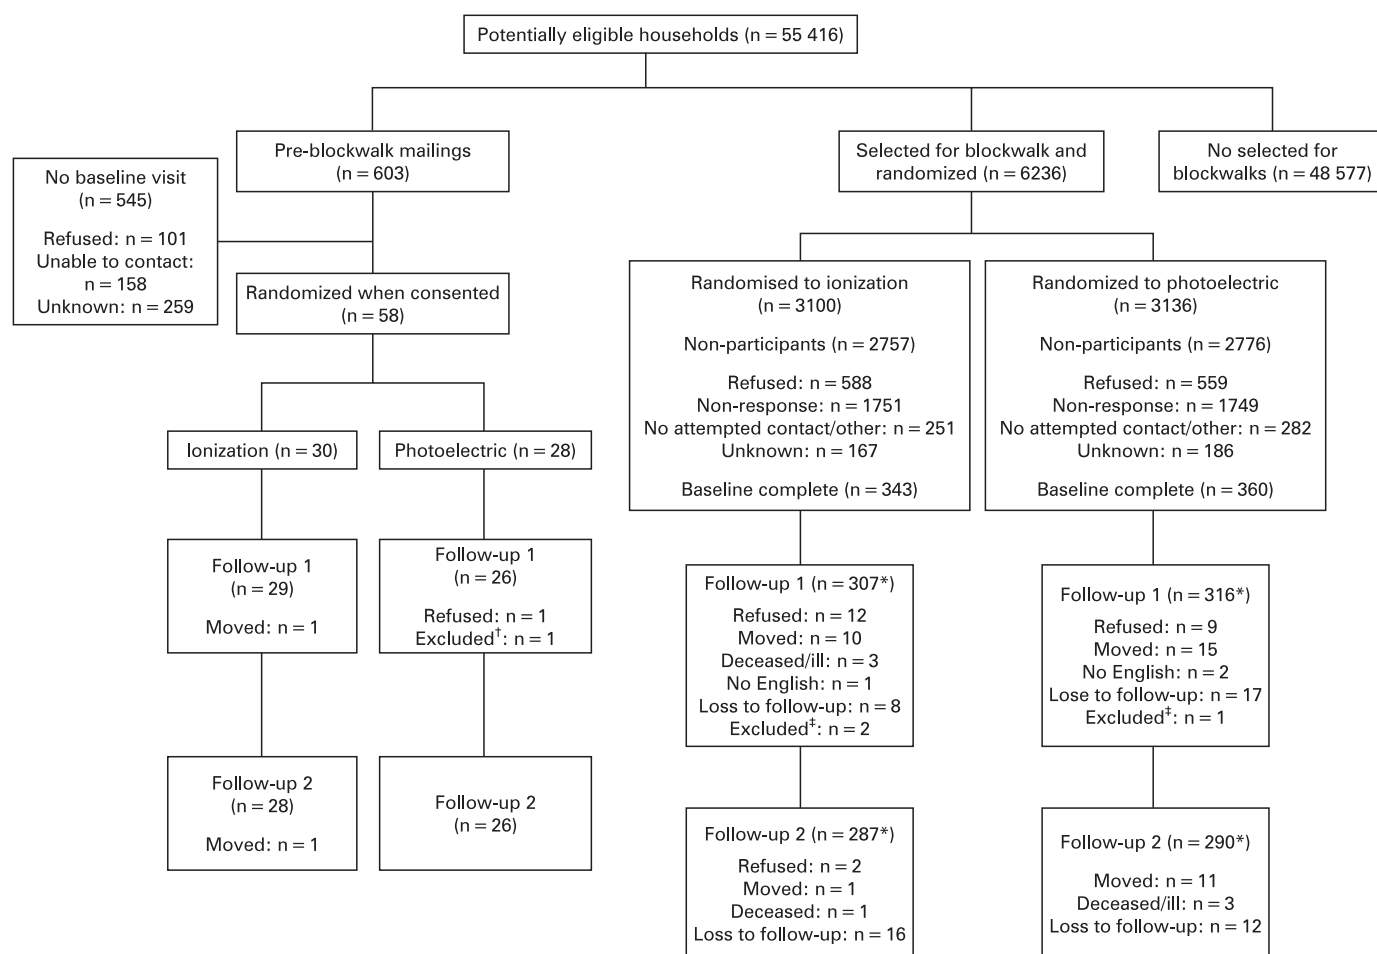 Potentially eligible households (n = 55 416)
Pre-blockwalk mailings
(n = 603)
Selected for blockwalk and
randomized (n = 6236)
No selected for
blockwalks (n = 48 577)
No baseline visit
(n = 545)
Refused: n = 101
Unable to contact:
n = 158
Unknown: n = 259
Randomized when consented
(n = 58)
Randomised to ionization
(n = 3100)
Non-participants (n = 2757)
Refused: n = 588
Non-response: n = 1751
No attempted contact/other: n = 251
Unknown: n = 167
Baseline complete (n = 343)
Randomized to photoelectric
(n = 3136)
Non-participants (n = 2776)
Refused: n = 559
Non-response: n = 1749
No attempted contact/other: n = 282
Unknown: n = 186
Baseline complete (n = 360)
Ionization (n = 30)
Photoelectric (n = 28)
Follow-up 1
(n = 29)
Moved: n = 1
Follow-up 1
(n = 26)
Refused: n = 1
Excluded†: n = 1
Follow-up 1 (n = 307*)
Refused: n = 12
Moved: n = 10
Deceased/ill: n = 3
No English: n = 1
Loss to follow-up: n = 8
Excluded‡: n = 2
Follow-up 1 (n = 316*)
Refused: n = 9
Moved: n = 15
No English: n = 2
Lose to follow-up: n = 17
Excluded‡: n = 1
Follow-up 2
(n = 28)
Moved: n = 1
Follow-up 2
(n = 26)
Follow-up 2 (n = 287*)
Refused: n = 2
Moved: n = 1
Deceased: n = 1
Loss to follow-up: n = 16
Follow-up 2 (n = 290*)
Moved: n = 11
Deceased/ill: n = 3
Loss to follow-up: n = 12